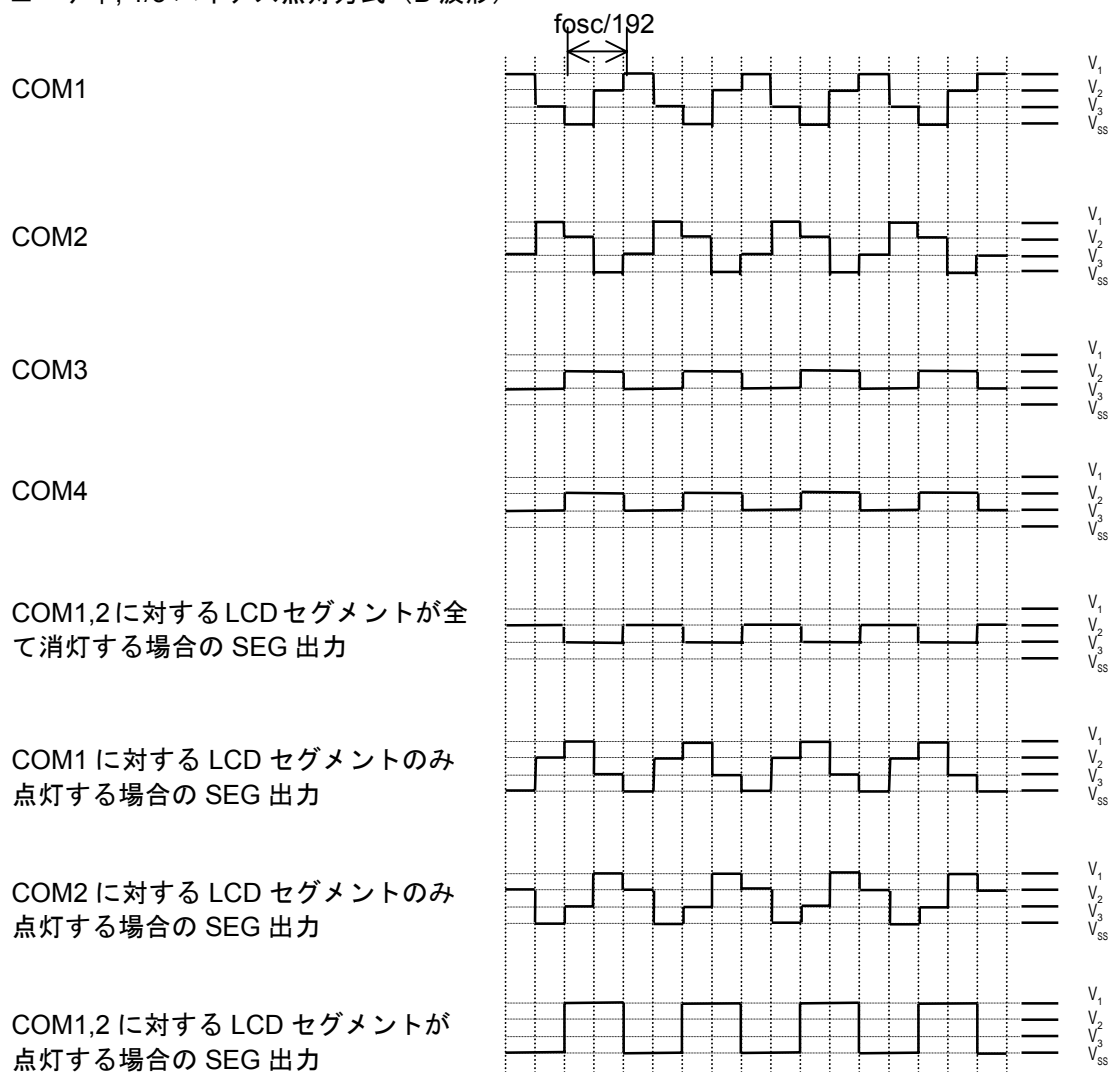 fosc/192
COM1
V1
V2
V3
VSS
COM2
V1
V2
V3
VSS
COM3
V1
V2
V3
VSS
COM4
V1
V2
V3
VSS
COM1,2に対するLCDセグメントが全
て消灯する場合の SEG 出力
V1
V2
V3
VSS
COM1 に対する LCD セグメントのみ
点灯する場合の SEG 出力
V1
V2
V3
VSS
COM2 に対する LCD セグメントのみ
点灯する場合の SEG 出力
V1
V2
V3
VSS
COM1,2 に対する LCD セグメントが
点灯する場合の SEG 出力
V1
V2
V3
VSS